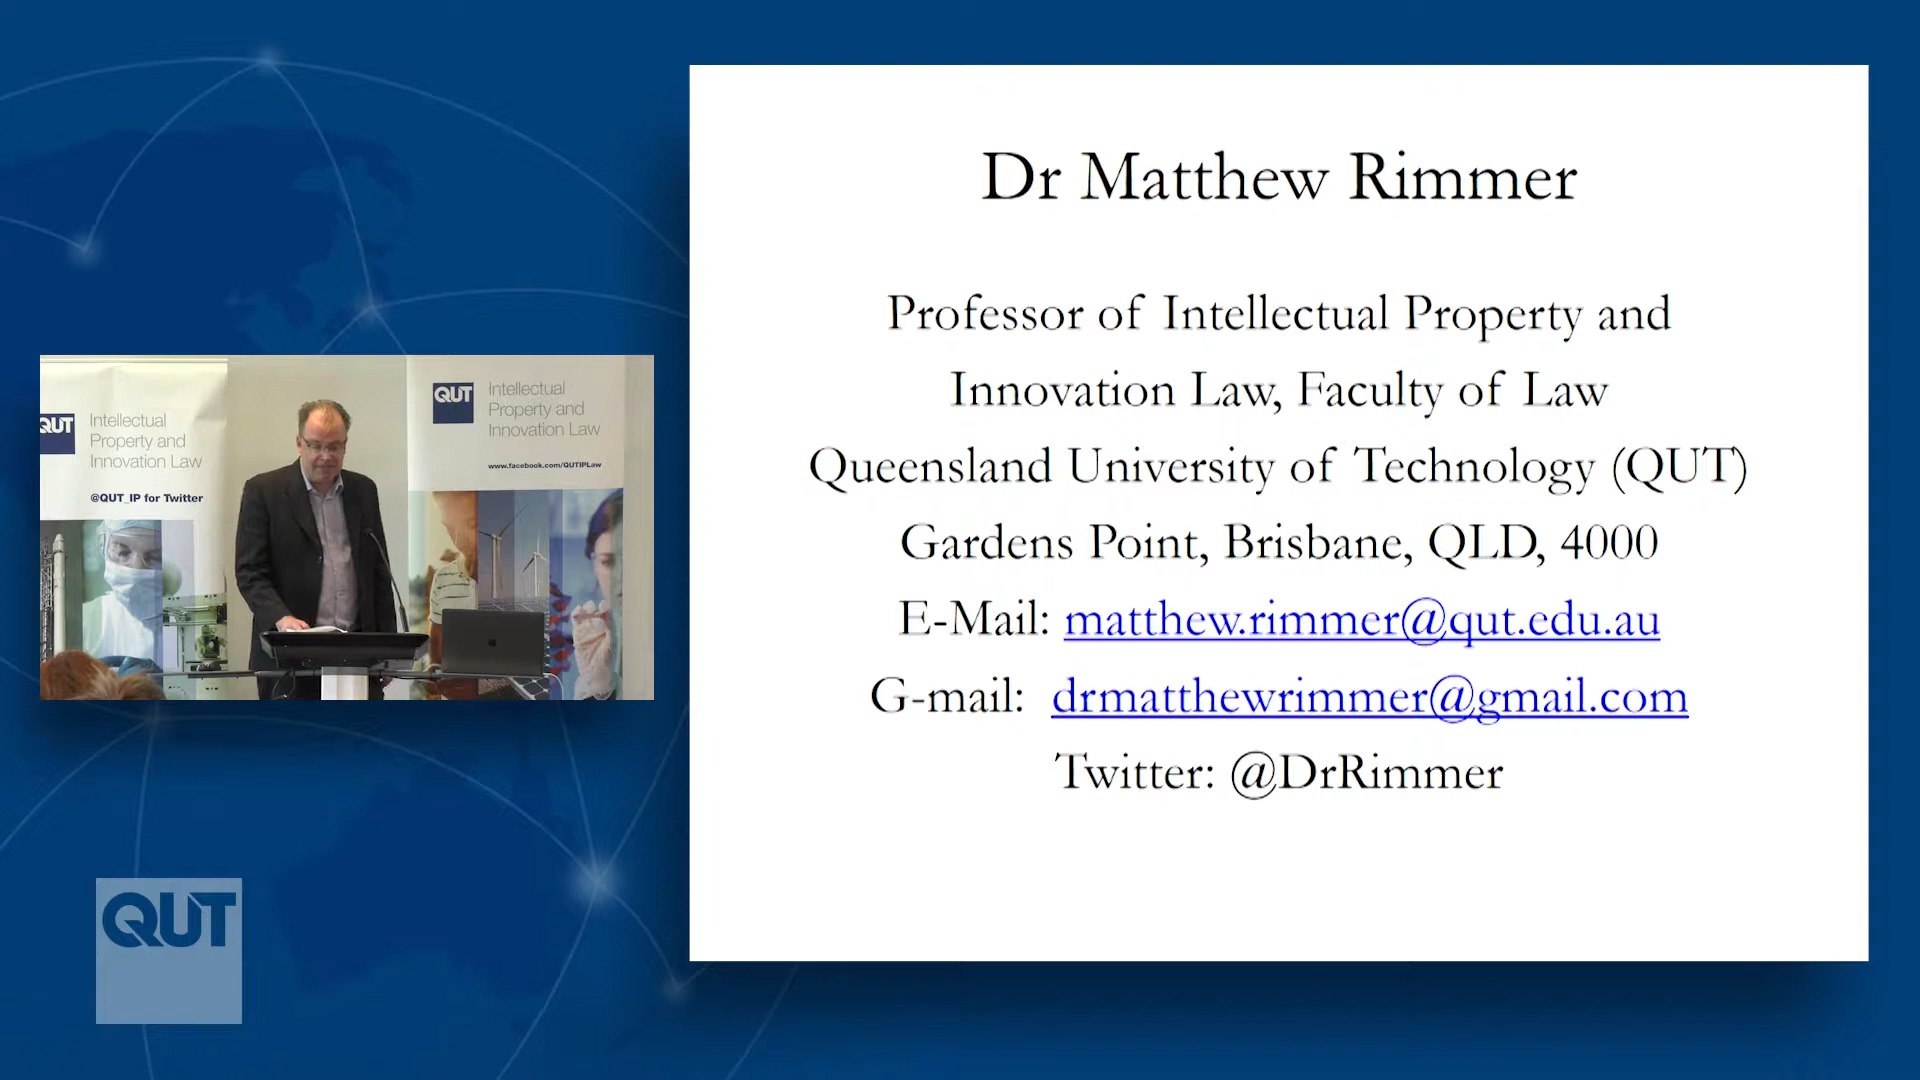 Dr Matthew Rimmer
Professor of Intellectual Property and
Innovation Law, Faculty of Law
Queensland University of Technology (QUT)
Gardens Point, Brisbane, QLD, 4000
E-Mail: matthew.rimmer@qut.edu.au
G-mail: drmatthewrimmer@gmail.com
Twitter: @DrRimmer
QUT
Intellectual
Property and
Innovation Law
@QUT_IP for Twitter
QUT
Intellectual
Property and
Innovation Law
www.facebook.com/QUTIPLaw
QUT